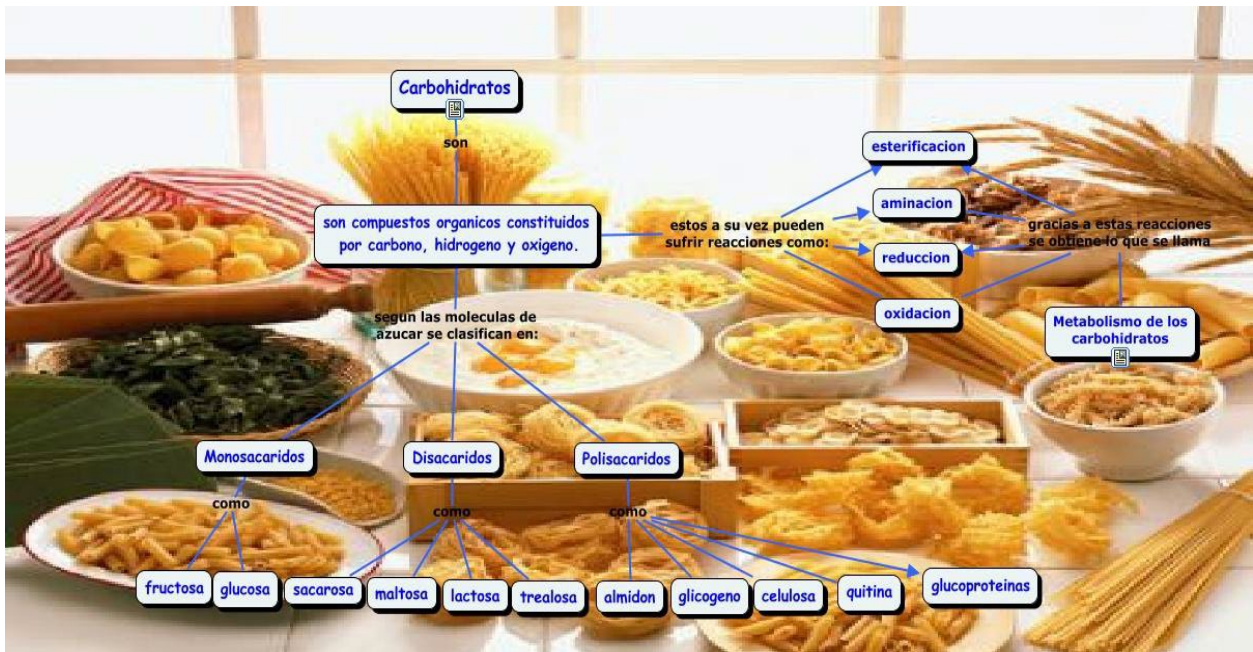 Carbohidratos
son
son compuestos organicos constituidos
por carbono, hidrogeno y oxigeno.
estos a su vez pueden
sufrir reacciones como:
esterificacion
aminacion
reduccion
oxidacion
gracias a estas reacciones
se obtiene lo que se llama
Metabolismo de los
carbohidratos
segun las moleculas de
azucar se clasifican en:
Monosacaridos
Disacaridos
Polisacaridos
como
como
como
fructosa
glucosa
sacarosa
maltosa
lactosa
trealosa
almidon
glicogeno
celulosa
quitina
glucoproteinas